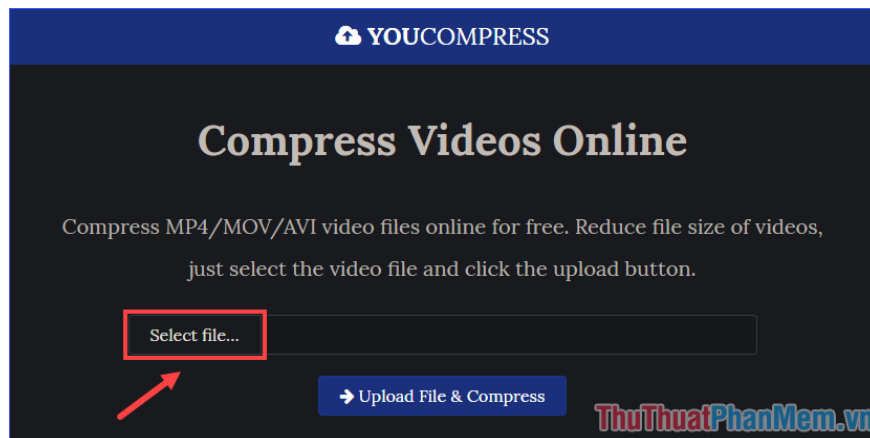 YOUCOMPRESS
Compress Videos Online
Compress MP4/MOV/AVI video files online for free. Reduce file size of videos,
just select the video file and click the upload button.
Select file...
Upload File & Compress
ThuThuatPhanMem.vn